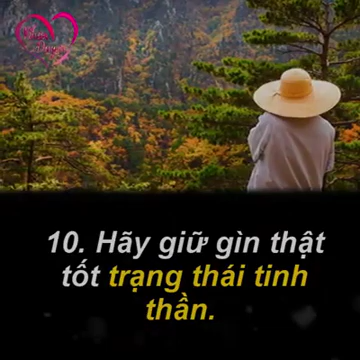 10. Hãy giữ gìn thật
tốt trạng thái tinh
thần.